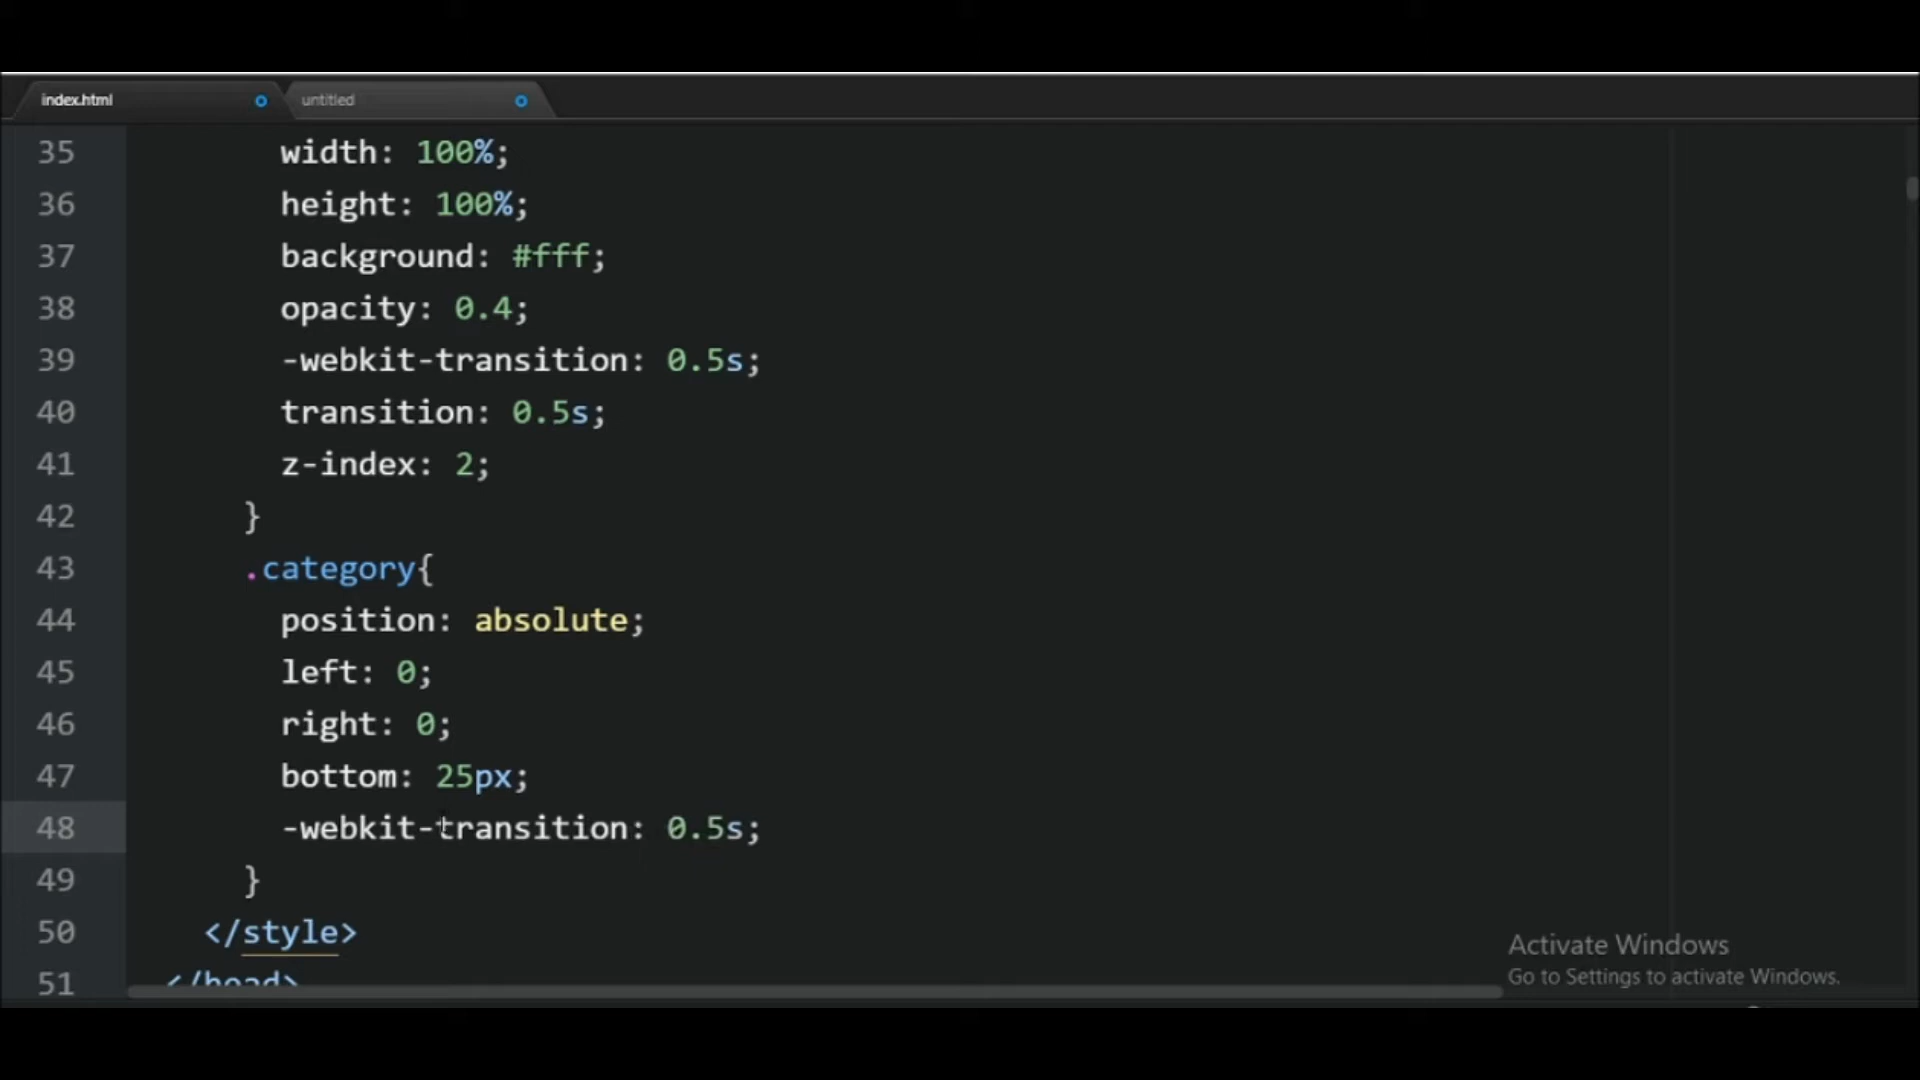 index.html untitled
35 width: 100%;
36 height: 100%;
37 background: #fff;
38 opacity: 0.4;
39 -webkit-transition: 0.5s;
40 transition: 0.5s;
41 z-index: 2;
42 }
43 .category{
44 position: absolute;
45 left: 0;
46 right: 0;
47 bottom: 25px;
48 -webkit-transition: 0.5s;
49 }
50 </style>
51 </head>
Activate Windows
Go to Settings to activate Windows.